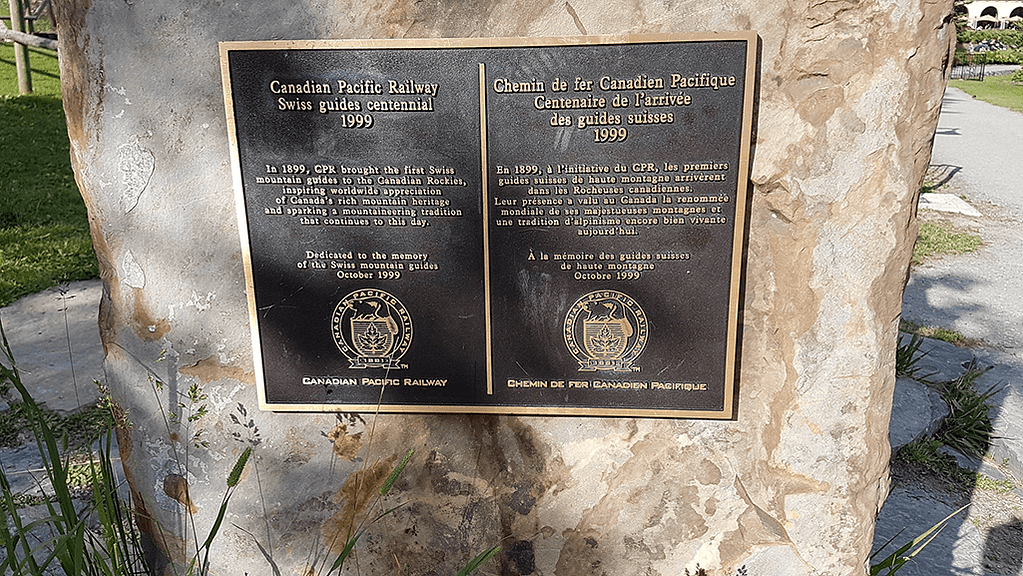 Canadian Pacific Railway
Swiss guides centennial
1999
In 1899, CPR brought the first Swiss
mountain guides to the Canadian Rockies,
inspiring worldwide appreciation
of Canada's rich mountain heritage
and sparking a mountaineering tradition
that continues to this day.
Dedicated to the memory
of the Swiss mountain guides
October 1999
CANADIAN PACIFIC RAILWAY
1881
TM
CANADIAN PACIFIC RAILWAY
Chemin de fer Canadien Pacifique
Centenaire de l'arrivée
des guides suisses
1999
En 1899, à l'initiative du CPR, les premiers
guides suisses de haute montagne arrivèrent
dans les Rocheuses canadiennes.
Leur présence a valu au Canada la renommée
mondiale de ses majestueuses montagnes et
une tradition d'alpinisme encore bien vivante
aujourd'hui.
À la mémoire des guides suisses
de haute montagne
Octobre 1999
CANADIAN PACIFIC RAILWAY
1881
TM
CHEMIN DE FER CANADIEN PACIFIQUE